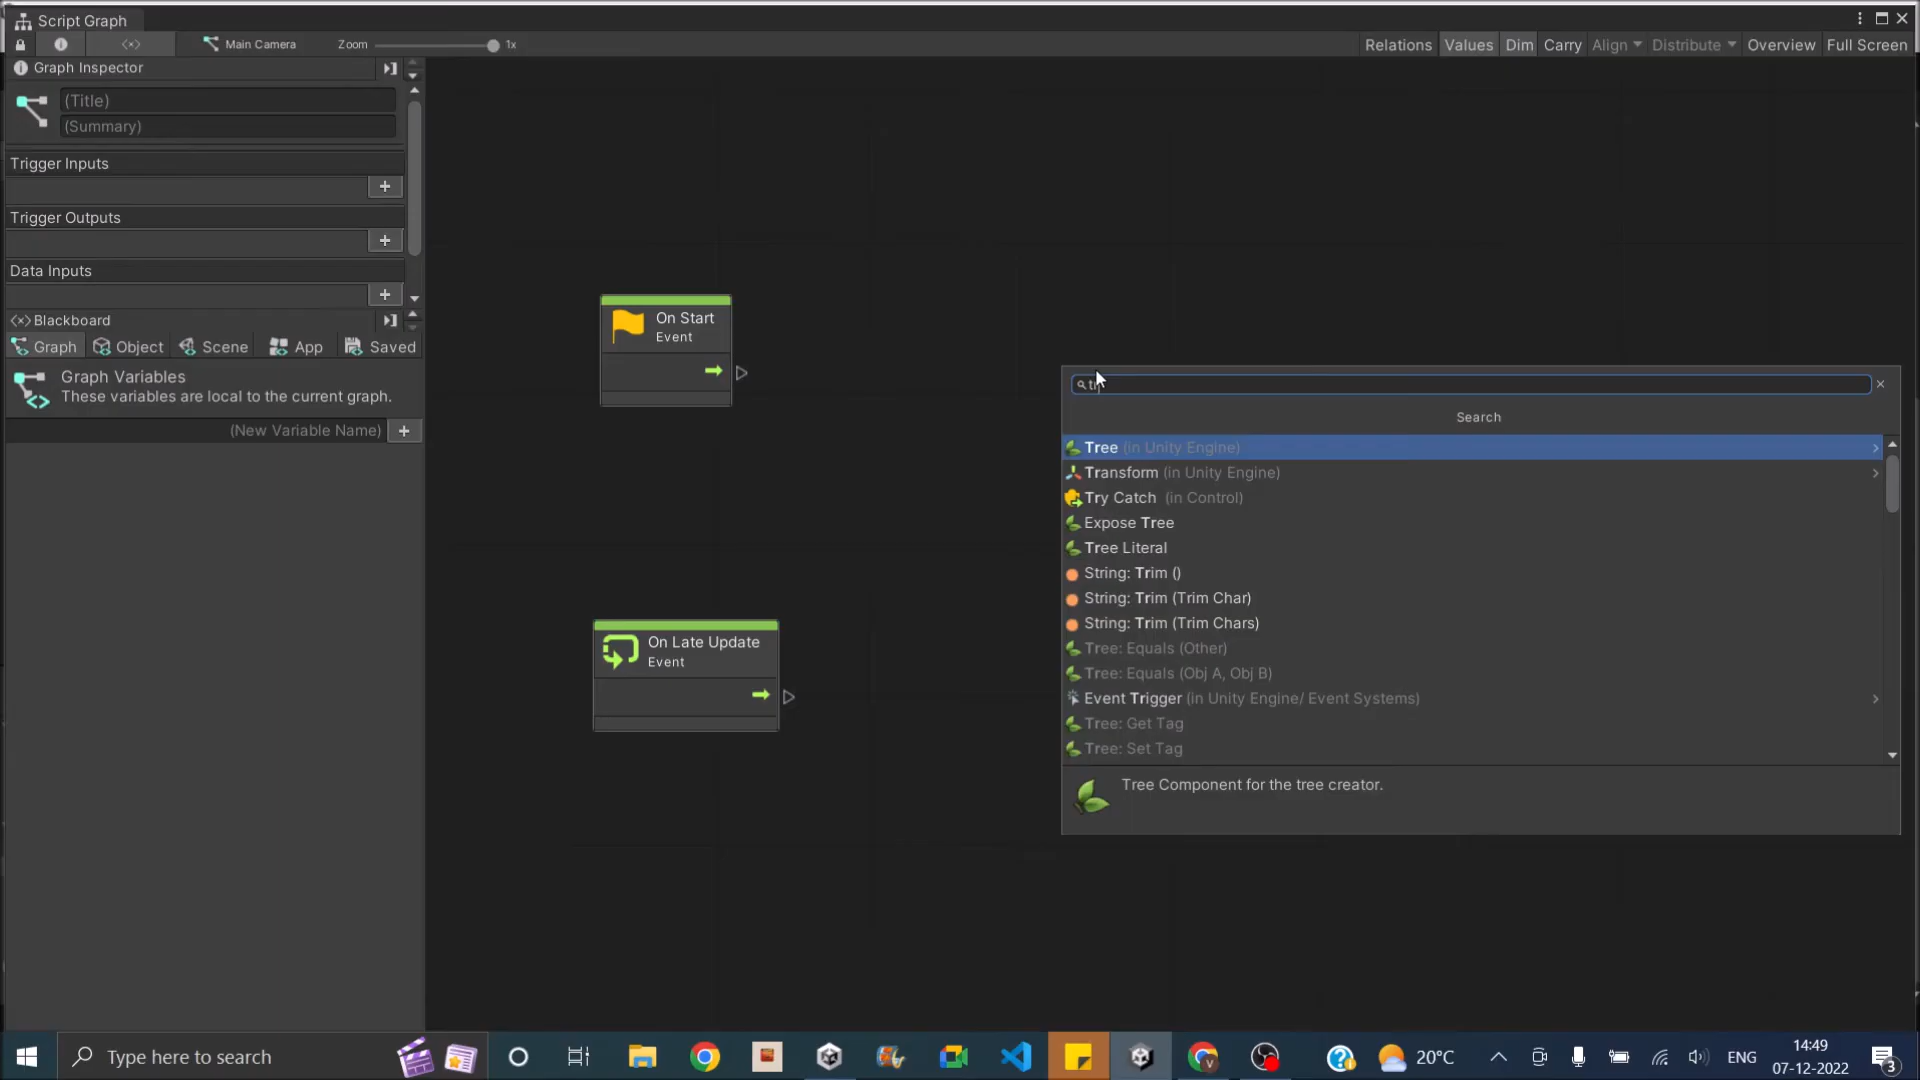 Script Graph
Main Camera Zoom 1x Relations Values Dim Carry Align Distribute Overview Full Screen
Graph Inspector
(Title)
(Summary)
Trigger Inputs
Trigger Outputs
Data Inputs
Blackboard
Graph Object Scene App Saved
Graph Variables
These variables are local to the current graph.
(New Variable Name)
On Start
Event
On Late Update
Event
tr
Search
Tree (in Unity Engine)
Transform (in Unity Engine)
Try Catch (in Control)
Expose Tree
Tree Literal
String: Trim ()
String: Trim (Trim Char)
String: Trim (Trim Chars)
Tree: Equals (Other)
Tree: Equals (Obj A, Obj B)
Event Trigger (in Unity Engine/ Event Systems)
Tree: Get Tag
Tree: Set Tag
Tree Component for the tree creator.
Type here to search
20°C
ENG
14:49
07-12-2022
3